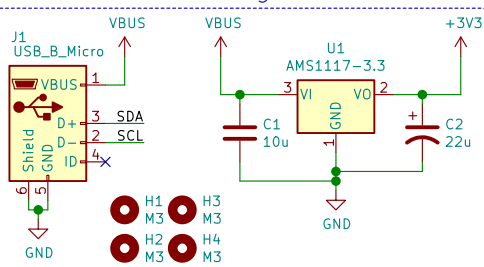 J1
USB_B_Micro
VBUS
VBUS
1
D+
3
SDA
D-
2
SCL
ID
4
Shield
GND
6
5
GND
VBUS
U1
AMS1117-3.3
+3V3
3
VI
VO
2
GND
1
C1
10u
+
C2
22u
GND
H1
M3
H3
M3
H2
M3
H4
M3